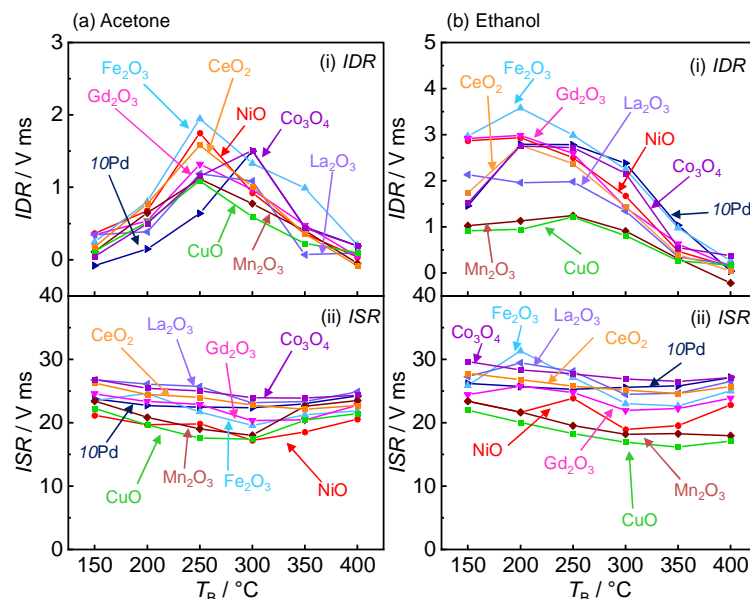 (a) Acetone
(b) Ethanol
3
2
1
0
IDR / V ms
(i) IDR
Fe2O3
CeO2
Gd2O3
NiO
Co3O4
La2O3
10Pd
CuO
Mn2O3
5
4
3
2
1
0
IDR / V ms
(i) IDR
Fe2O3
CeO2
Gd2O3
La2O3
NiO
Co3O4
10Pd
Mn2O3
CuO
40
30
20
10
0
ISR / V ms
(ii) ISR
La2O3
CeO2
Gd2O3
Co3O4
10Pd
CuO
Mn2O3
Fe2O3
NiO
150 200 250 300 350 400
TB / °C
40
30
20
10
0
ISR / V ms
(ii) ISR
Fe2O3
La2O3
Co3O4
CeO2
10Pd
NiO
Gd2O3
Mn2O3
CuO
150 200 250 300 350 400
TB / °C